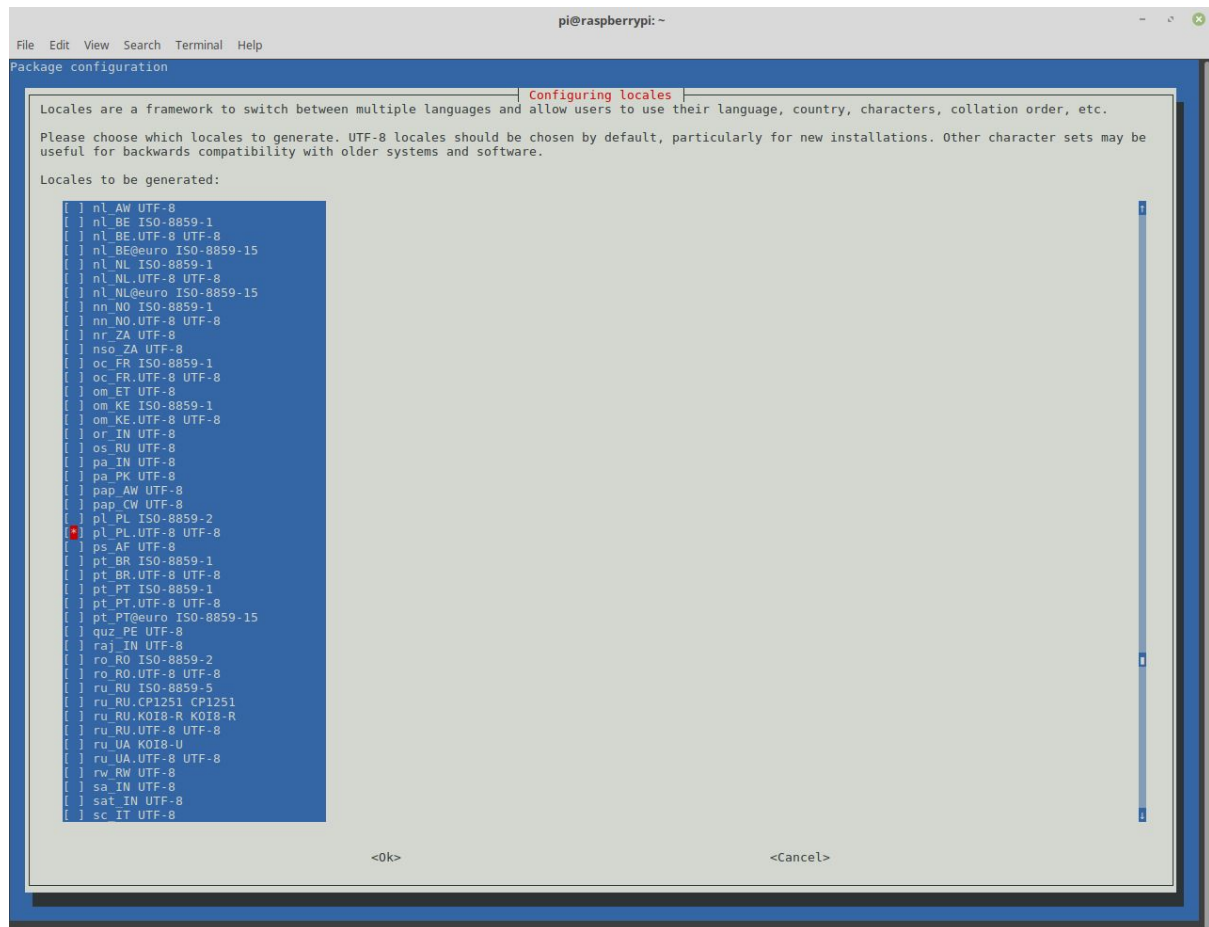 pi@raspberrypi: ~
File Edit View Search Terminal Help
Package configuration
Configuring locales
Locales are a framework to switch between multiple languages and allow users to use their language, country, characters, collation order, etc.
Please choose which locales to generate. UTF-8 locales should be chosen by default, particularly for new installations. Other character sets may be
useful for backwards compatibility with older systems and software.
Locales to be generated:
[ ] nl_AW UTF-8
[ ] nl_BE ISO-8859-1
[ ] nl_BE.UTF-8 UTF-8
[ ] nl_BE@euro ISO-8859-15
[ ] nl_NL ISO-8859-1
[ ] nl_NL.UTF-8 UTF-8
[ ] nl_NL@euro ISO-8859-15
[ ] nn_NO ISO-8859-1
[ ] nn_NO.UTF-8 UTF-8
[ ] nr_ZA UTF-8
[ ] nso_ZA UTF-8
[ ] oc_FR ISO-8859-1
[ ] oc_FR.UTF-8 UTF-8
[ ] om_ET UTF-8
[ ] om_KE ISO-8859-1
[ ] om_KE.UTF-8 UTF-8
[ ] or_IN UTF-8
[ ] os_RU UTF-8
[ ] pa_IN UTF-8
[ ] pa_PK UTF-8
[ ] pap_AW UTF-8
[ ] pap_CW UTF-8
[ ] pl_PL ISO-8859-2
[*] pl_PL.UTF-8 UTF-8
[ ] ps_AF UTF-8
[ ] pt_BR ISO-8859-1
[ ] pt_BR.UTF-8 UTF-8
[ ] pt_PT ISO-8859-1
[ ] pt_PT.UTF-8 UTF-8
[ ] pt_PT@euro ISO-8859-15
[ ] quz_PE UTF-8
[ ] raj_IN UTF-8
[ ] ro_RO ISO-8859-2
[ ] ro_RO.UTF-8 UTF-8
[ ] ru_RU ISO-8859-5
[ ] ru_RU.CP1251 CP1251
[ ] ru_RU.KOI8-R KOI8-R
[ ] ru_RU.UTF-8 UTF-8
[ ] ru_UA KOI8-U
[ ] ru_UA.UTF-8 UTF-8
[ ] rw_RW UTF-8
[ ] sa_IN UTF-8
[ ] sat_IN UTF-8
[ ] sc_IT UTF-8
<Ok> <Cancel>